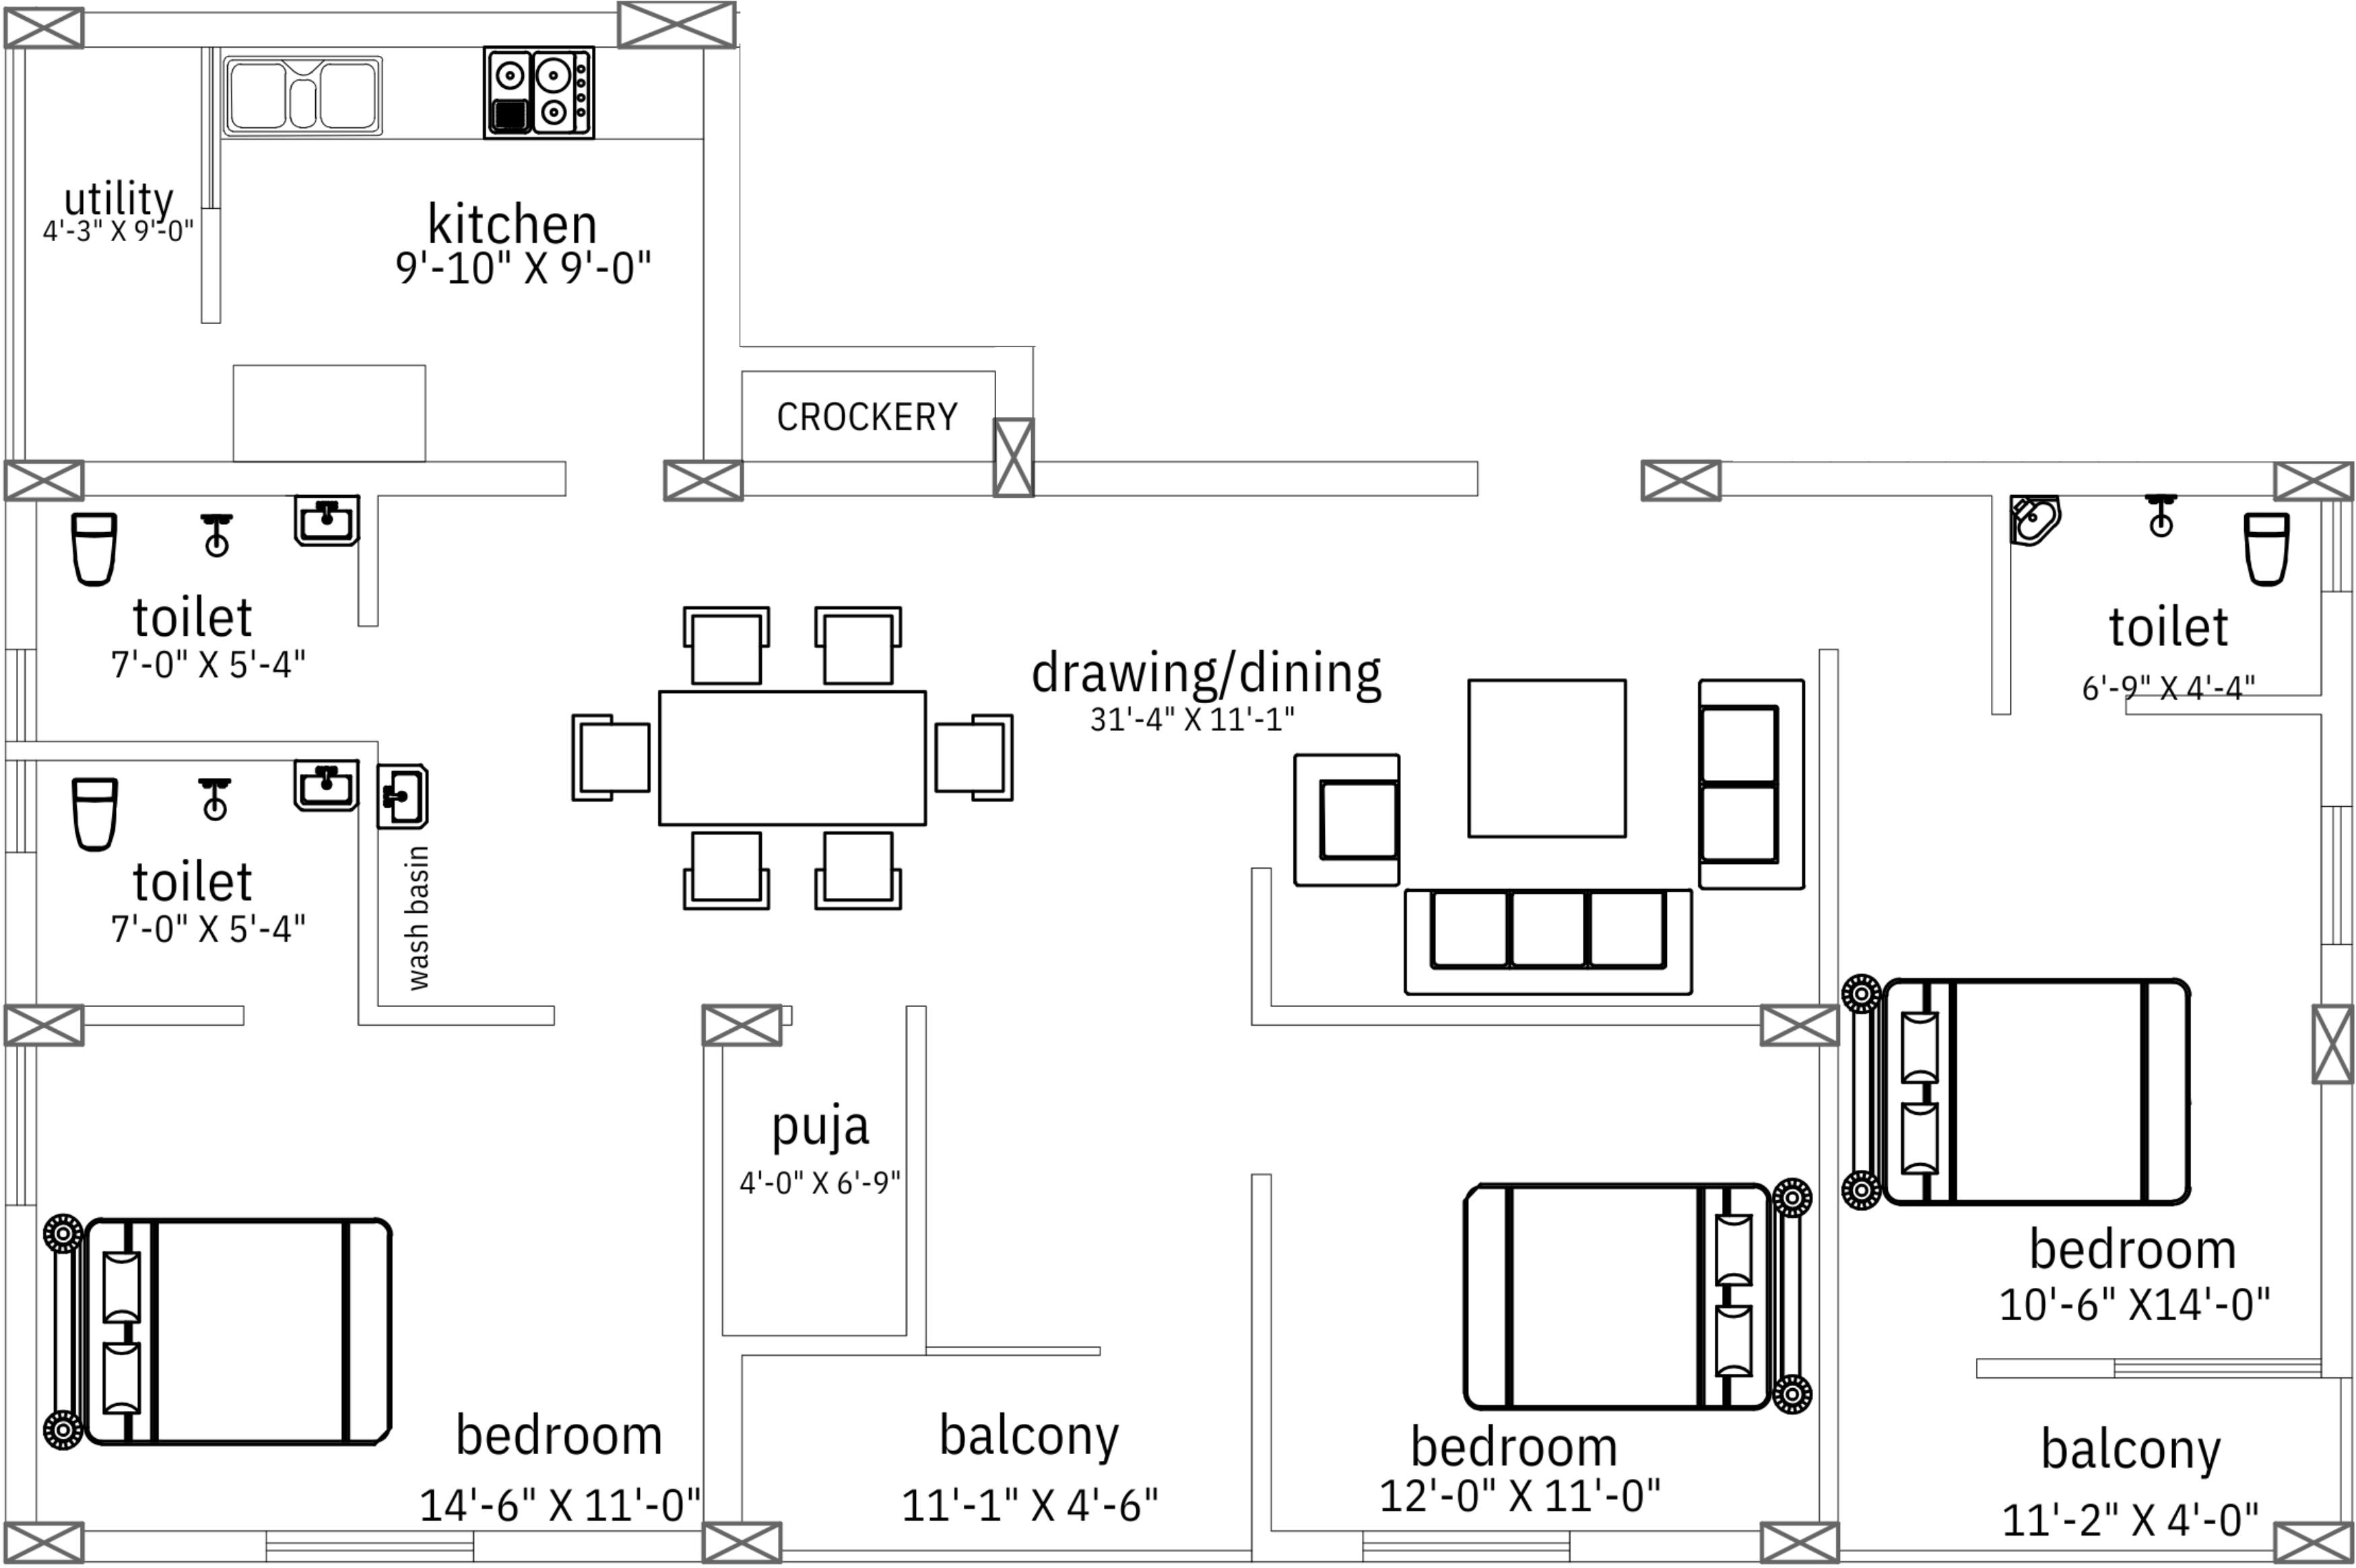 utility
4'-3" X 9'-0"
kitchen
9'-10" X 9'-0"
CROCKERY
toilet
7'-0" X 5'-4"
drawing/dining
31'-4" X 11'-1"
toilet
6'-9" X 4'-4"
toilet
7'-0" X 5'-4"
wash basin
puja
4'-0" X 6'-9"
bedroom
10'-6" X14'-0"
bedroom
14'-6" X 11'-0"
balcony
11'-1" X 4'-6"
bedroom
12'-0" X 11'-0"
balcony
11'-2" X 4'-0"